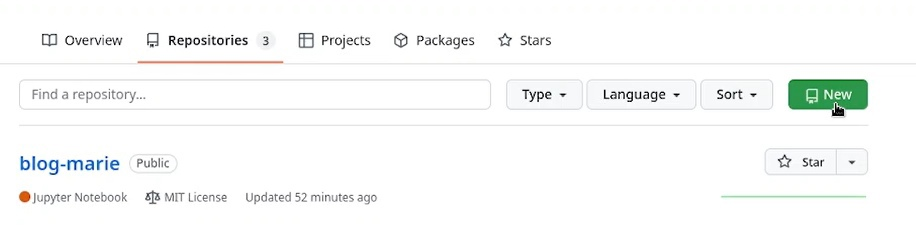 Overview Repositories 3 Projects Packages Stars
Find a repository... Type Language Sort New
blog-marie Public Star
Jupyter Notebook MIT License Updated 52 minutes ago